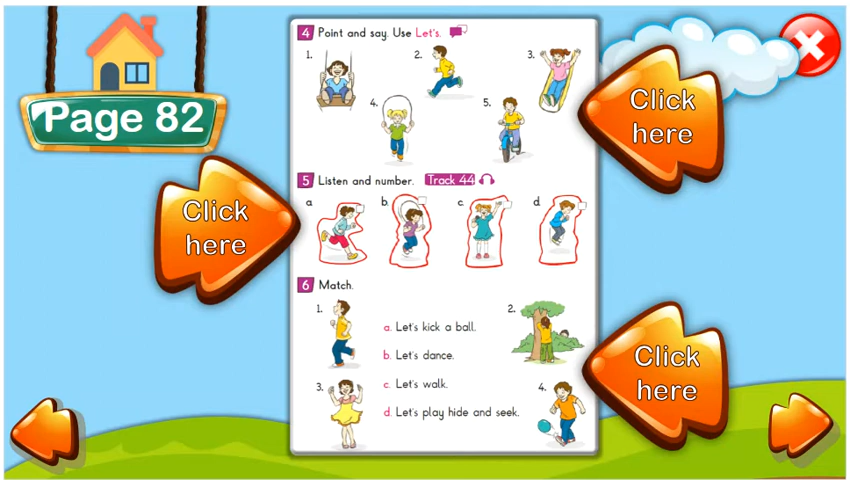 Page 82
4 Point and say. Use Let's.
1.
2.
3.
4.
5.
Click
here
5 Listen and number. Track 44
a.
b.
c.
d.
Click
here
6 Match.
1.
2.
a. Let's kick a ball.
b. Let's dance.
c. Let's walk.
d. Let's play hide and seek.
3.
4.
Click
here